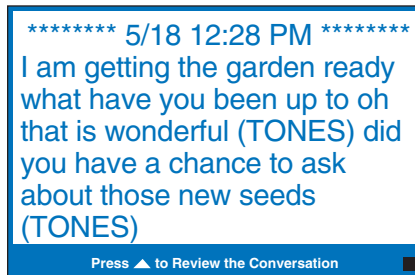 ******** 5/18 12:28 PM ********
I am getting the garden ready
what have you been up to oh
that is wonderful (TONES) did
you have a chance to ask
about those new seeds
(TONES)
Press ▲ to Review the Conversation